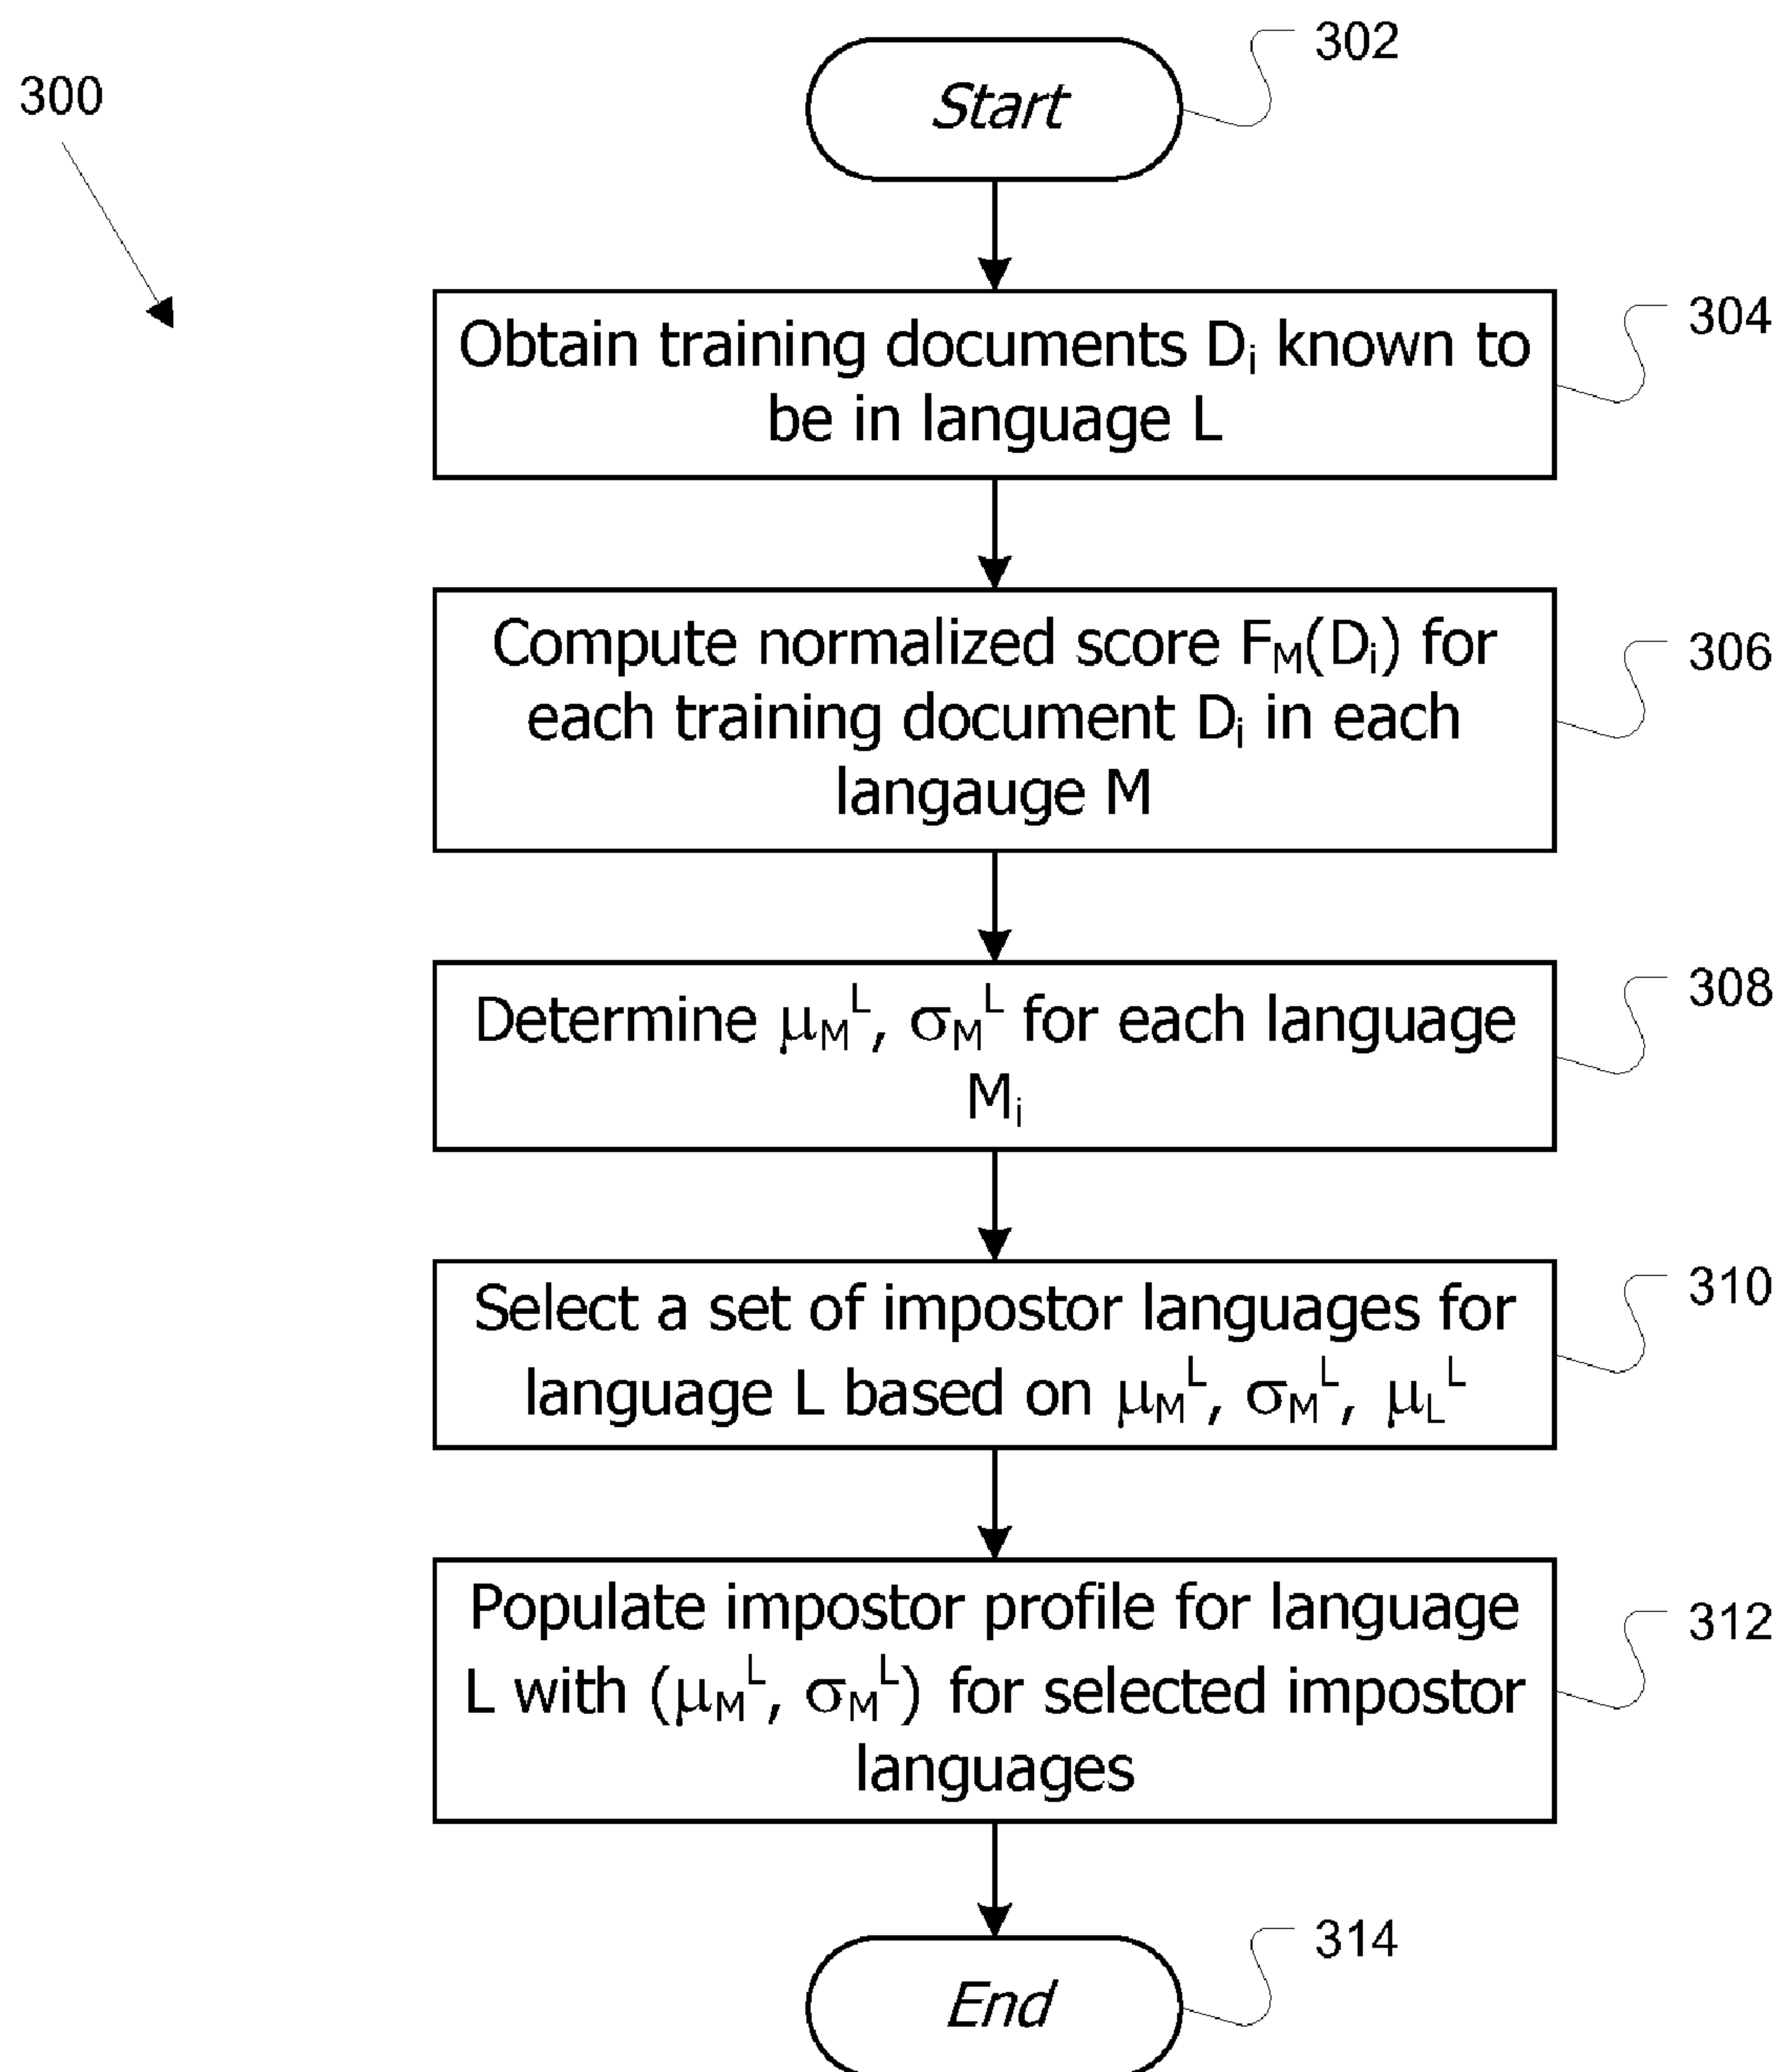 300
Start
302
Obtain training documents Dᵢ known to
be in language L
304
Compute normalized score F_M(Dᵢ) for
each training document Dᵢ in each
langauge M
306
Determine μ_M^L, σ_M^L for each language
Mᵢ
308
Select a set of impostor languages for
language L based on μ_M^L, σ_M^L, μ_L^L
310
Populate impostor profile for language
L with (μ_M^L, σ_M^L) for selected impostor
languages
312
End
314